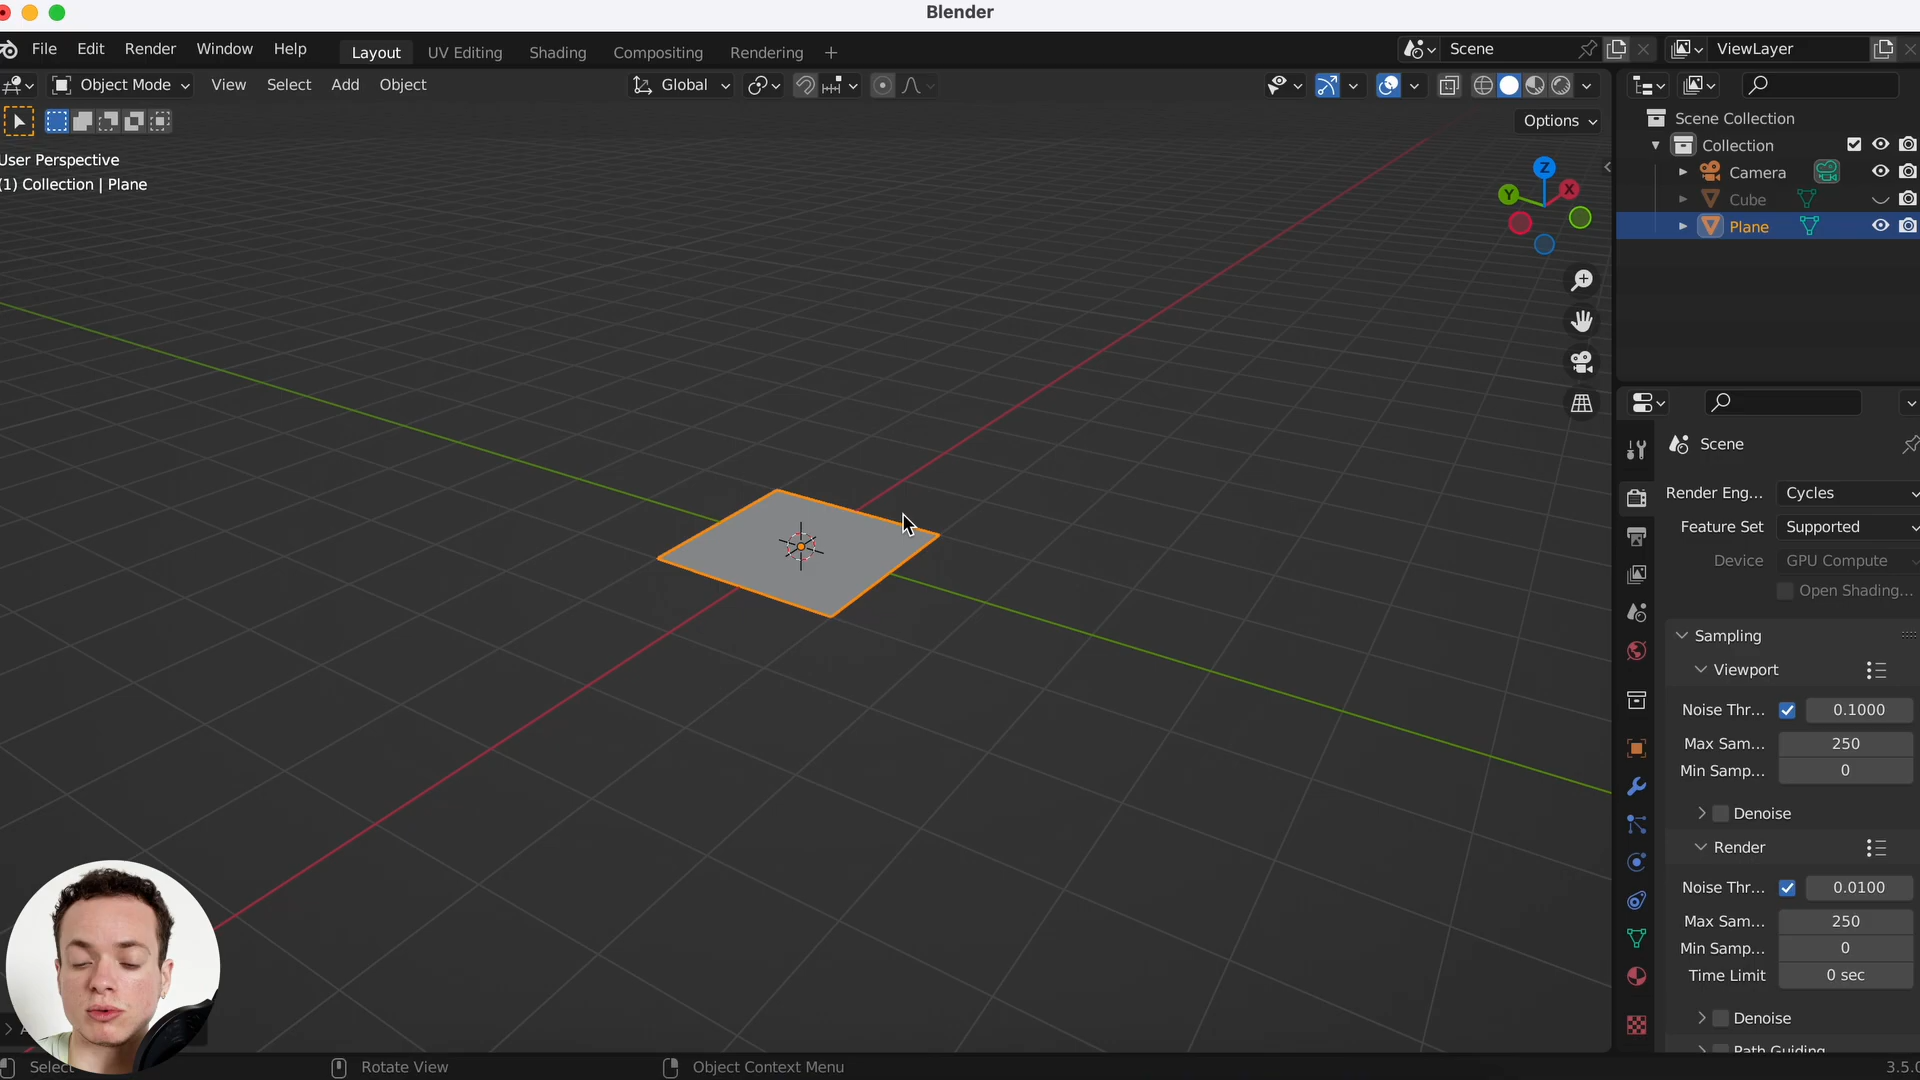 Blender
File Edit Render Window Help Layout UV Editing Shading Compositing Rendering + Scene ViewLayer
Object Mode View Select Add Object Global
Options
User Perspective
(1) Collection | Plane
Z
X
Y
Scene Collection
Collection
Camera
Cube
Plane
Scene
Render Eng... Cycles
Feature Set Supported
Device GPU Compute
Open Shading...
Sampling
Viewport
Noise Thr... 0.1000
Max Sam... 250
Min Samp... 0
Denoise
Render
Noise Thr... 0.0100
Max Sam... 250
Min Samp... 0
Time Limit 0 sec
Denoise
Path Guiding
Select Rotate View Object Context Menu